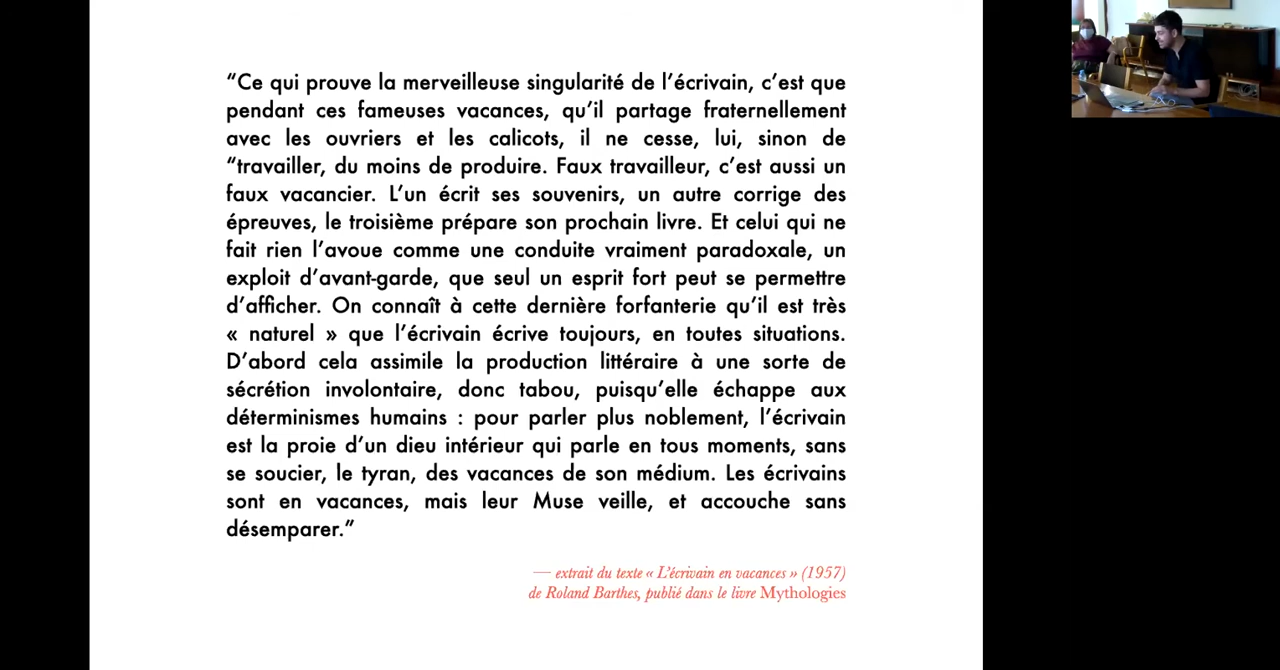 “Ce qui prouve la merveilleuse singularité de l’écrivain, c’est que
pendant ces fameuses vacances, qu’il partage fraternellement
avec les ouvriers et les calicots, il ne cesse, lui, sinon de
“travailler, du moins de produire. Faux travailleur, c’est aussi un
faux vacancier. L’un écrit ses souvenirs, un autre corrige des
épreuves, le troisième prépare son prochain livre. Et celui qui ne
fait rien l’avoue comme une conduite vraiment paradoxale, un
exploit d’avant-garde, que seul un esprit fort peut se permettre
d’afficher. On connaît à cette dernière forfanterie qu’il est très
« naturel » que l’écrivain écrive toujours, en toutes situations.
D’abord cela assimile la production littéraire à une sorte de
sécrétion involontaire, donc tabou, puisqu’elle échappe aux
déterminismes humains : pour parler plus noblement, l’écrivain
est la proie d’un dieu intérieur qui parle en tous moments, sans
se soucier, le tyran, des vacances de son médium. Les écrivains
sont en vacances, mais leur Muse veille, et accouche sans
désemparer.”
— extrait du texte « L’écrivain en vacances » (1957)
de Roland Barthes, publié dans le livre Mythologies